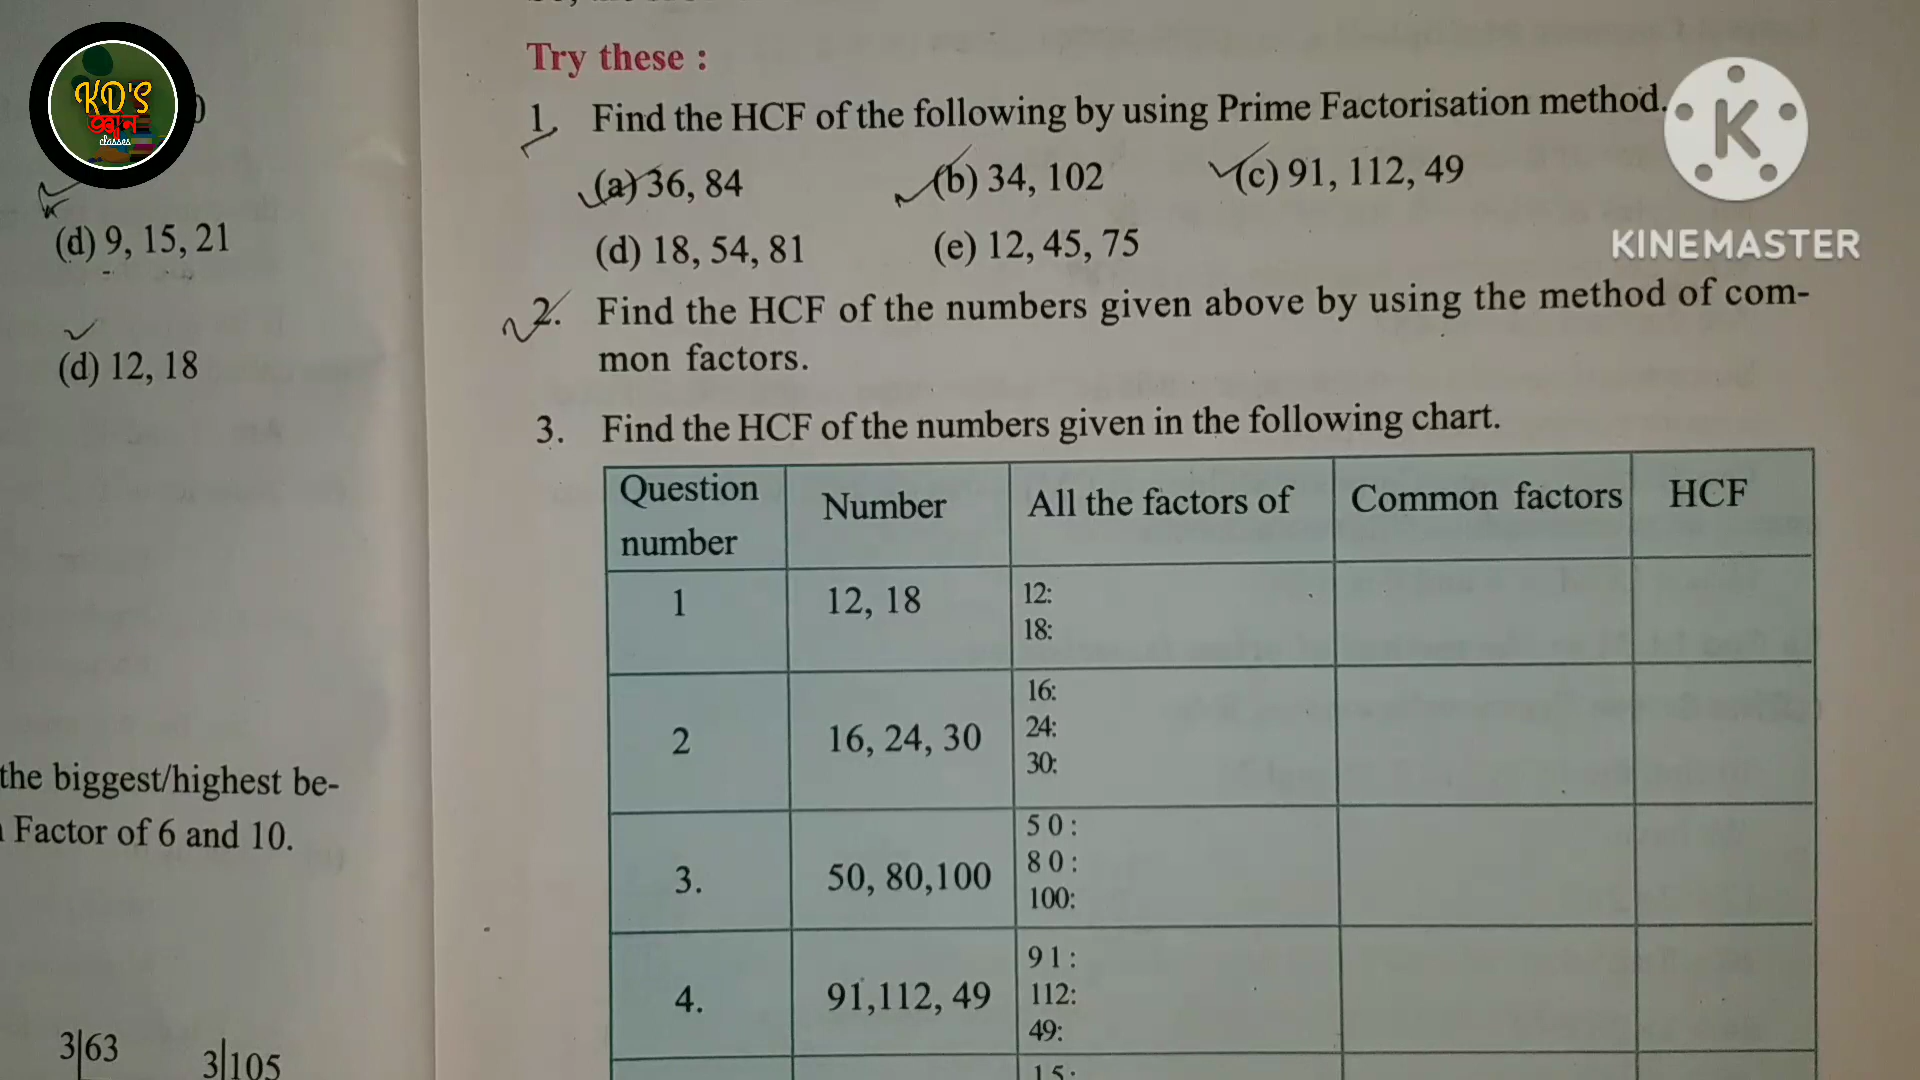 KD'S
জ্ঞান
classes
(d) 9, 15, 21
(d) 12, 18
the biggest/highest be-
Factor of 6 and 10.
3|63
3|105
Try these :
1. Find the HCF of the following by using Prime Factorisation method.
(a) 36, 84 (b) 34, 102 (c) 91, 112, 49
(d) 18, 54, 81 (e) 12, 45, 75
2. Find the HCF of the numbers given above by using the method of com-
mon factors.
3. Find the HCF of the numbers given in the following chart.
Question number Number All the factors of Common factors HCF
1 12, 18 12:
18:
2 16, 24, 30 16:
24:
30:
3. 50, 80,100 50:
80:
100:
4. 91,112, 49 91:
112:
49:
15:
K
KINEMASTER